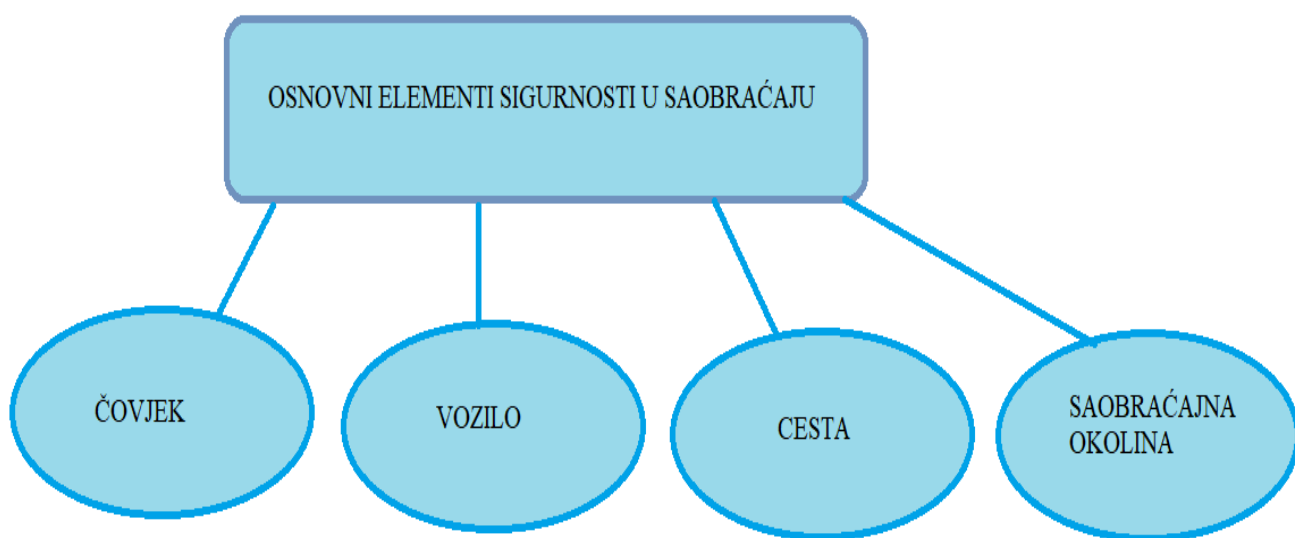 OSNOVNI ELEMENTI SIGURNOSTI U SAOBRAĆAJU
ČOVJEK
VOZILO
CESTA
SAOBRAĆAJNA
OKOLINA